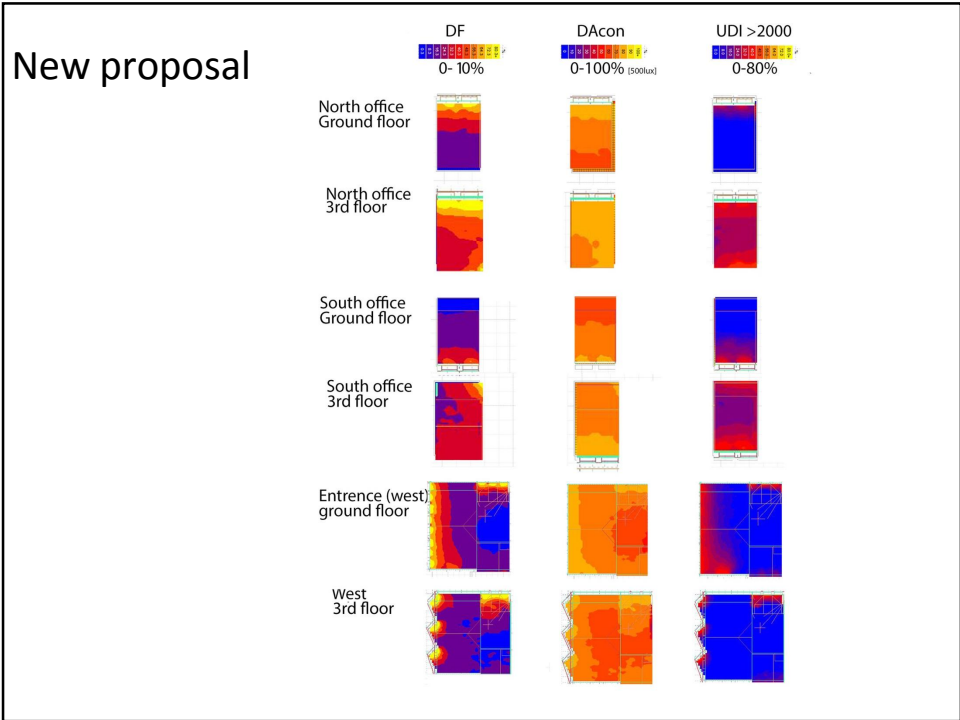 New proposal
DF
0- 10%
DAcon
0-100% [500lux]
UDI >2000
0-80%
North office
Ground floor
North office
3rd floor
South office
Ground floor
South office
3rd floor
Entrence (west)
ground floor
West
3rd floor